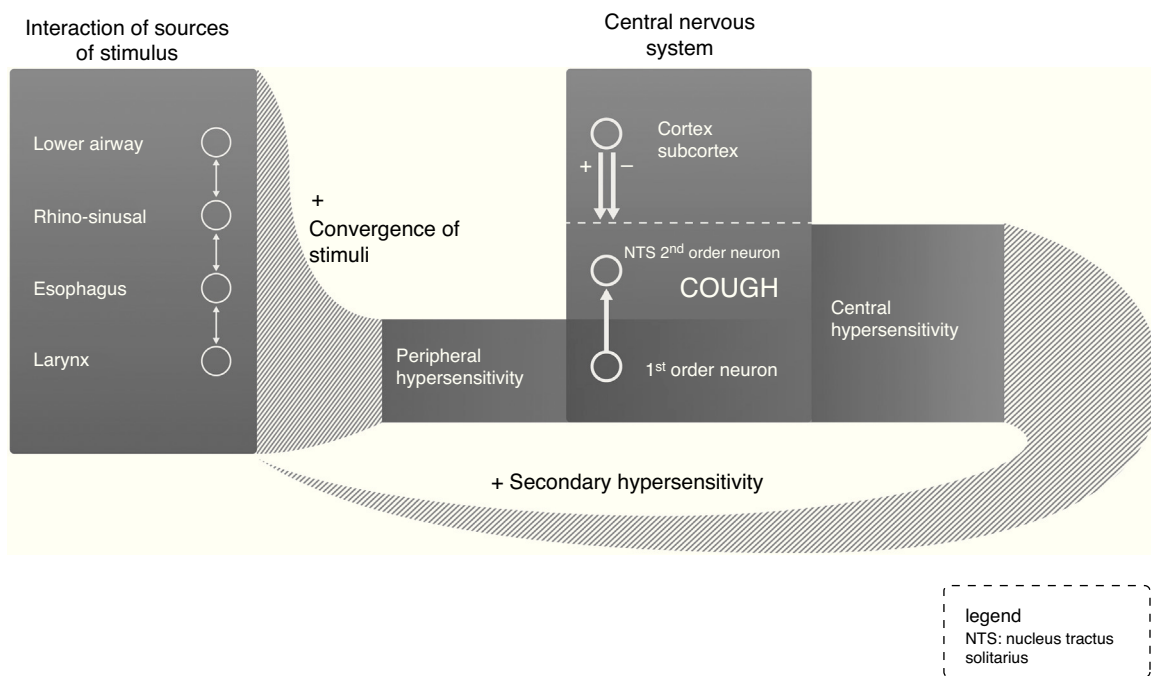 Interaction of sources
of stimulus
Lower airway
Rhino-sinusal
Esophagus
Larynx
+
Convergence of
stimuli
Peripheral
hypersensitivity
Central nervous
system
Cortex
subcortex
+ –
NTS 2nd order neuron
COUGH
1st order neuron
Central
hypersensitivity
+ Secondary hypersensitivity
legend
NTS: nucleus tractus
solitarius